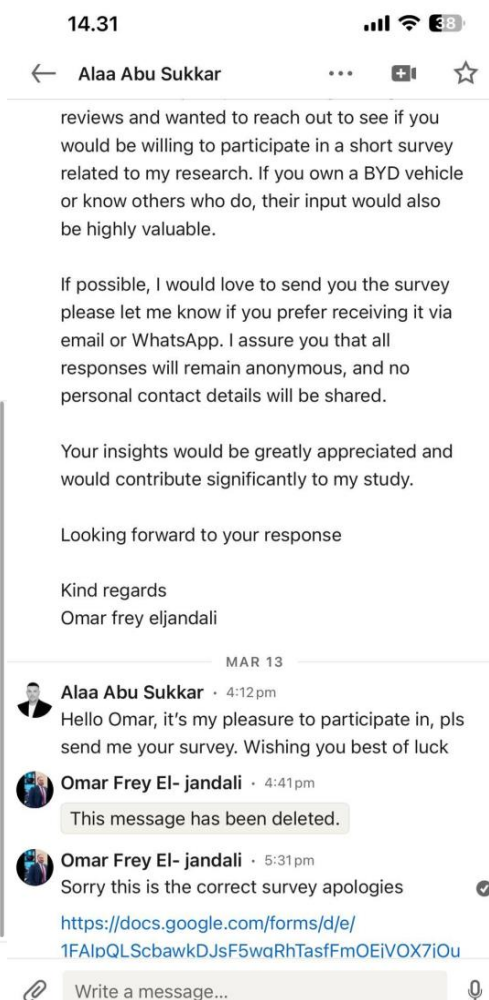 14.31
38
Alaa Abu Sukkar
reviews and wanted to reach out to see if you
would be willing to participate in a short survey
related to my research. If you own a BYD vehicle
or know others who do, their input would also
be highly valuable.
If possible, I would love to send you the survey
please let me know if you prefer receiving it via
email or WhatsApp. I assure you that all
responses will remain anonymous, and no
personal contact details will be shared.
Your insights would be greatly appreciated and
would contribute significantly to my study.
Looking forward to your response
Kind regards
Omar frey eljandali
MAR 13
Alaa Abu Sukkar · 4:12 pm
Hello Omar, it's my pleasure to participate in, pls
send me your survey. Wishing you best of luck
Omar Frey El- jandali · 4:41 pm
This message has been deleted.
Omar Frey El- jandali · 5:31 pm
Sorry this is the correct survey apologies
https://docs.google.com/forms/d/e/
1FAIpQLScbawkDJsF5wgRhTasfFmOEjVOX7jOu
Write a message...